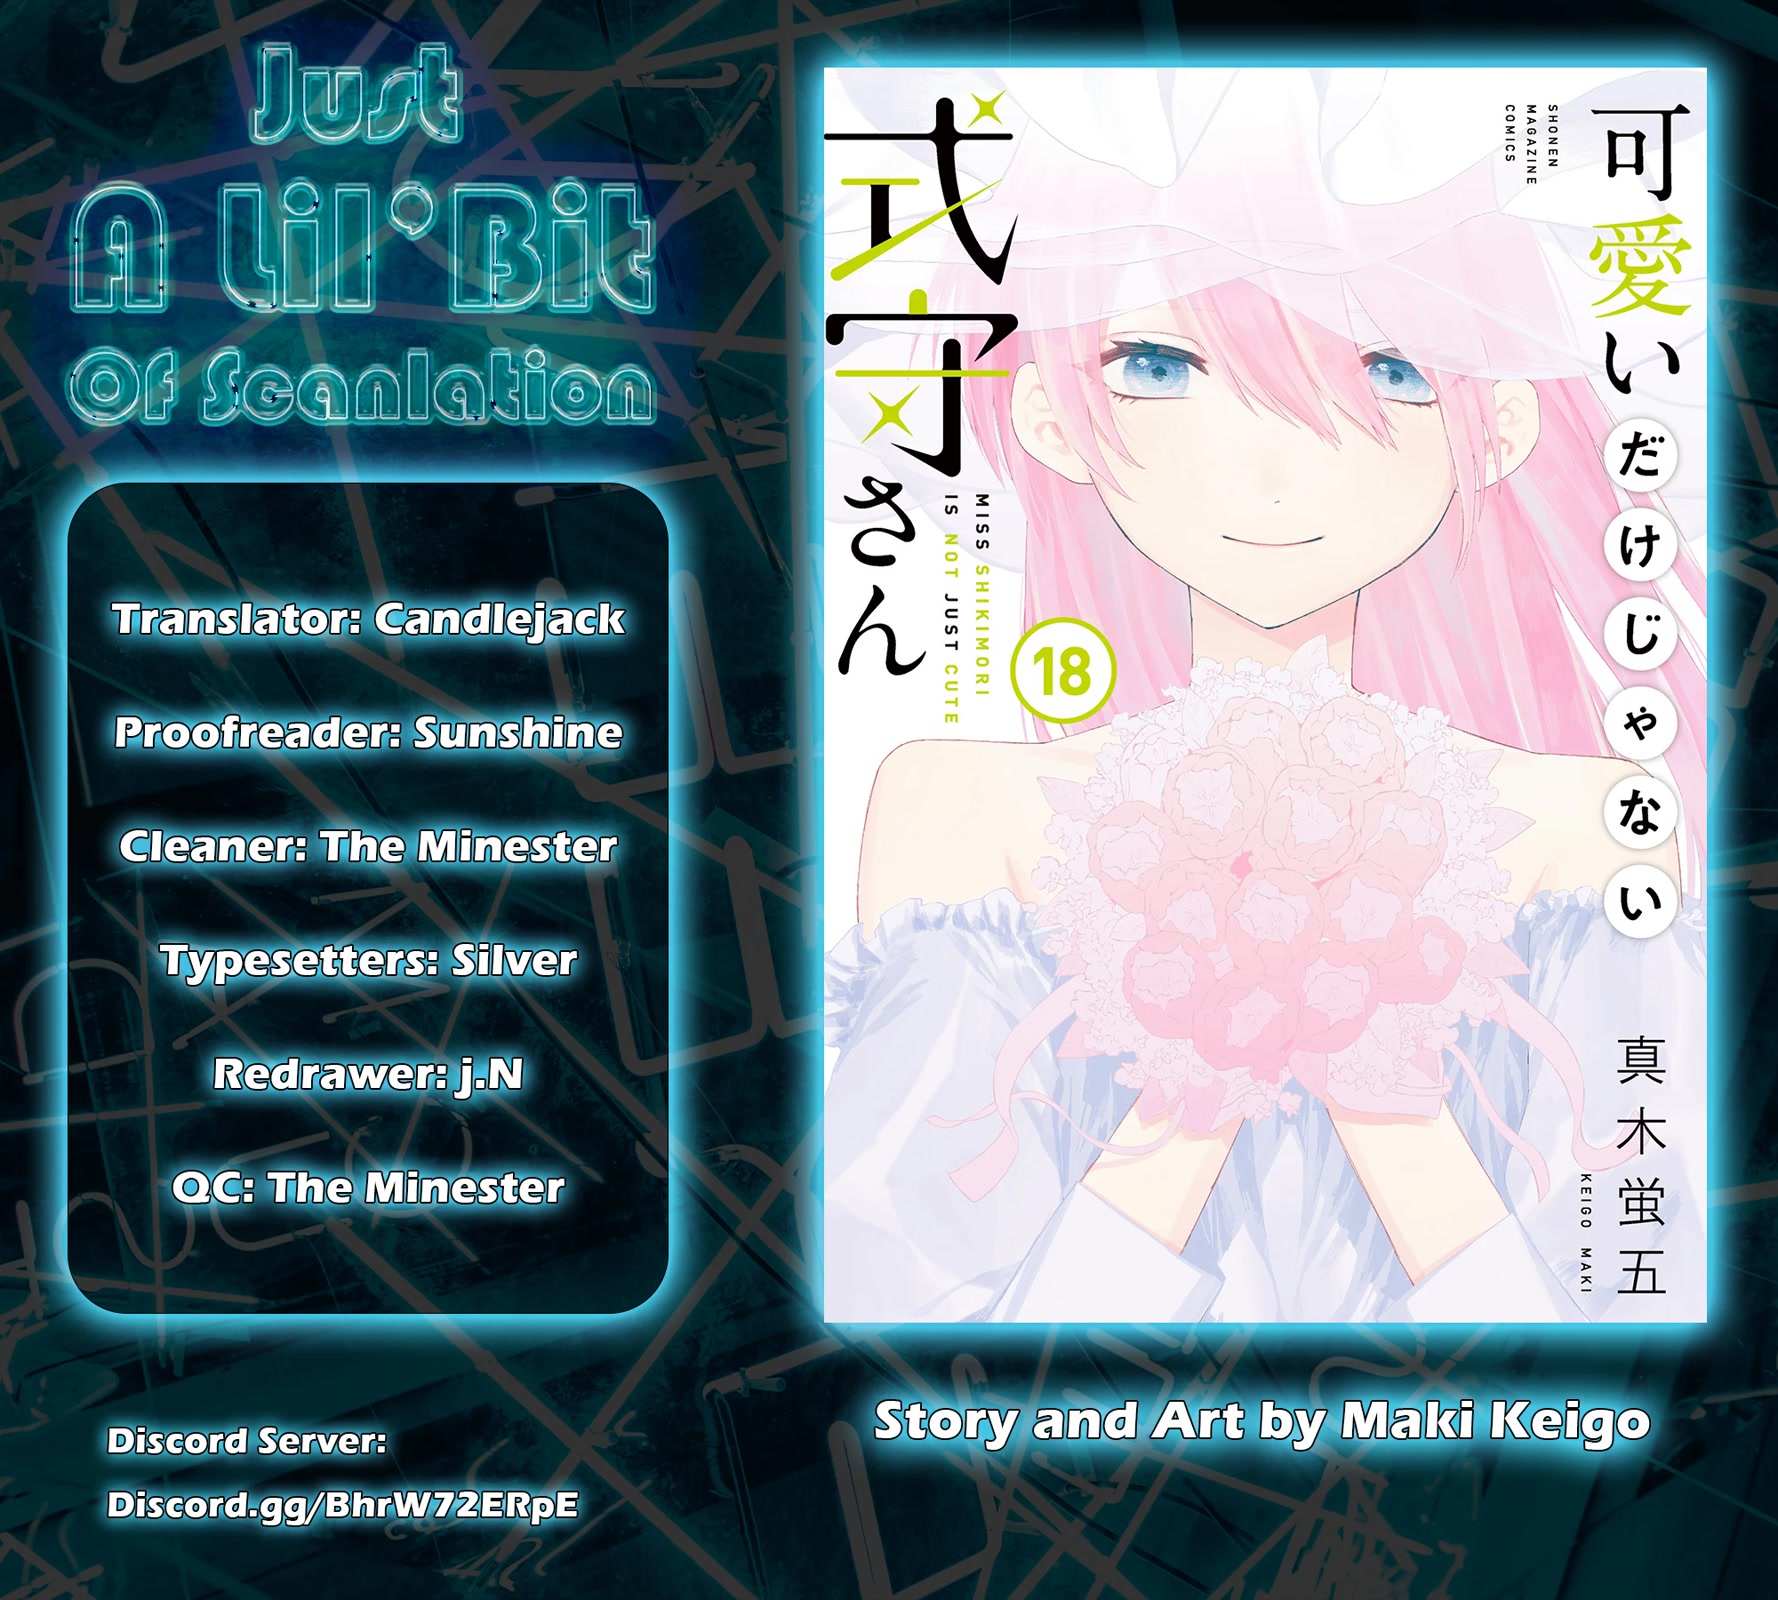 Just
A Lil' Bit
Of Scanlation
Translator: Candlejack
Proofreader: Sunshine
Cleaner: The Minester
Typesetters: Silver
Redrawer: j.N
QC: The Minester
Discord Server:
Discord.gg/BhrW72ERpE
可愛いだけじゃない
式守さん
SHONEN
MAGAZINE
COMICS
MISS SHIKIMORI
IS NOT JUST CUTE
18
真木蛍五
KEIGO MAKI
Story and Art by Maki Keigo